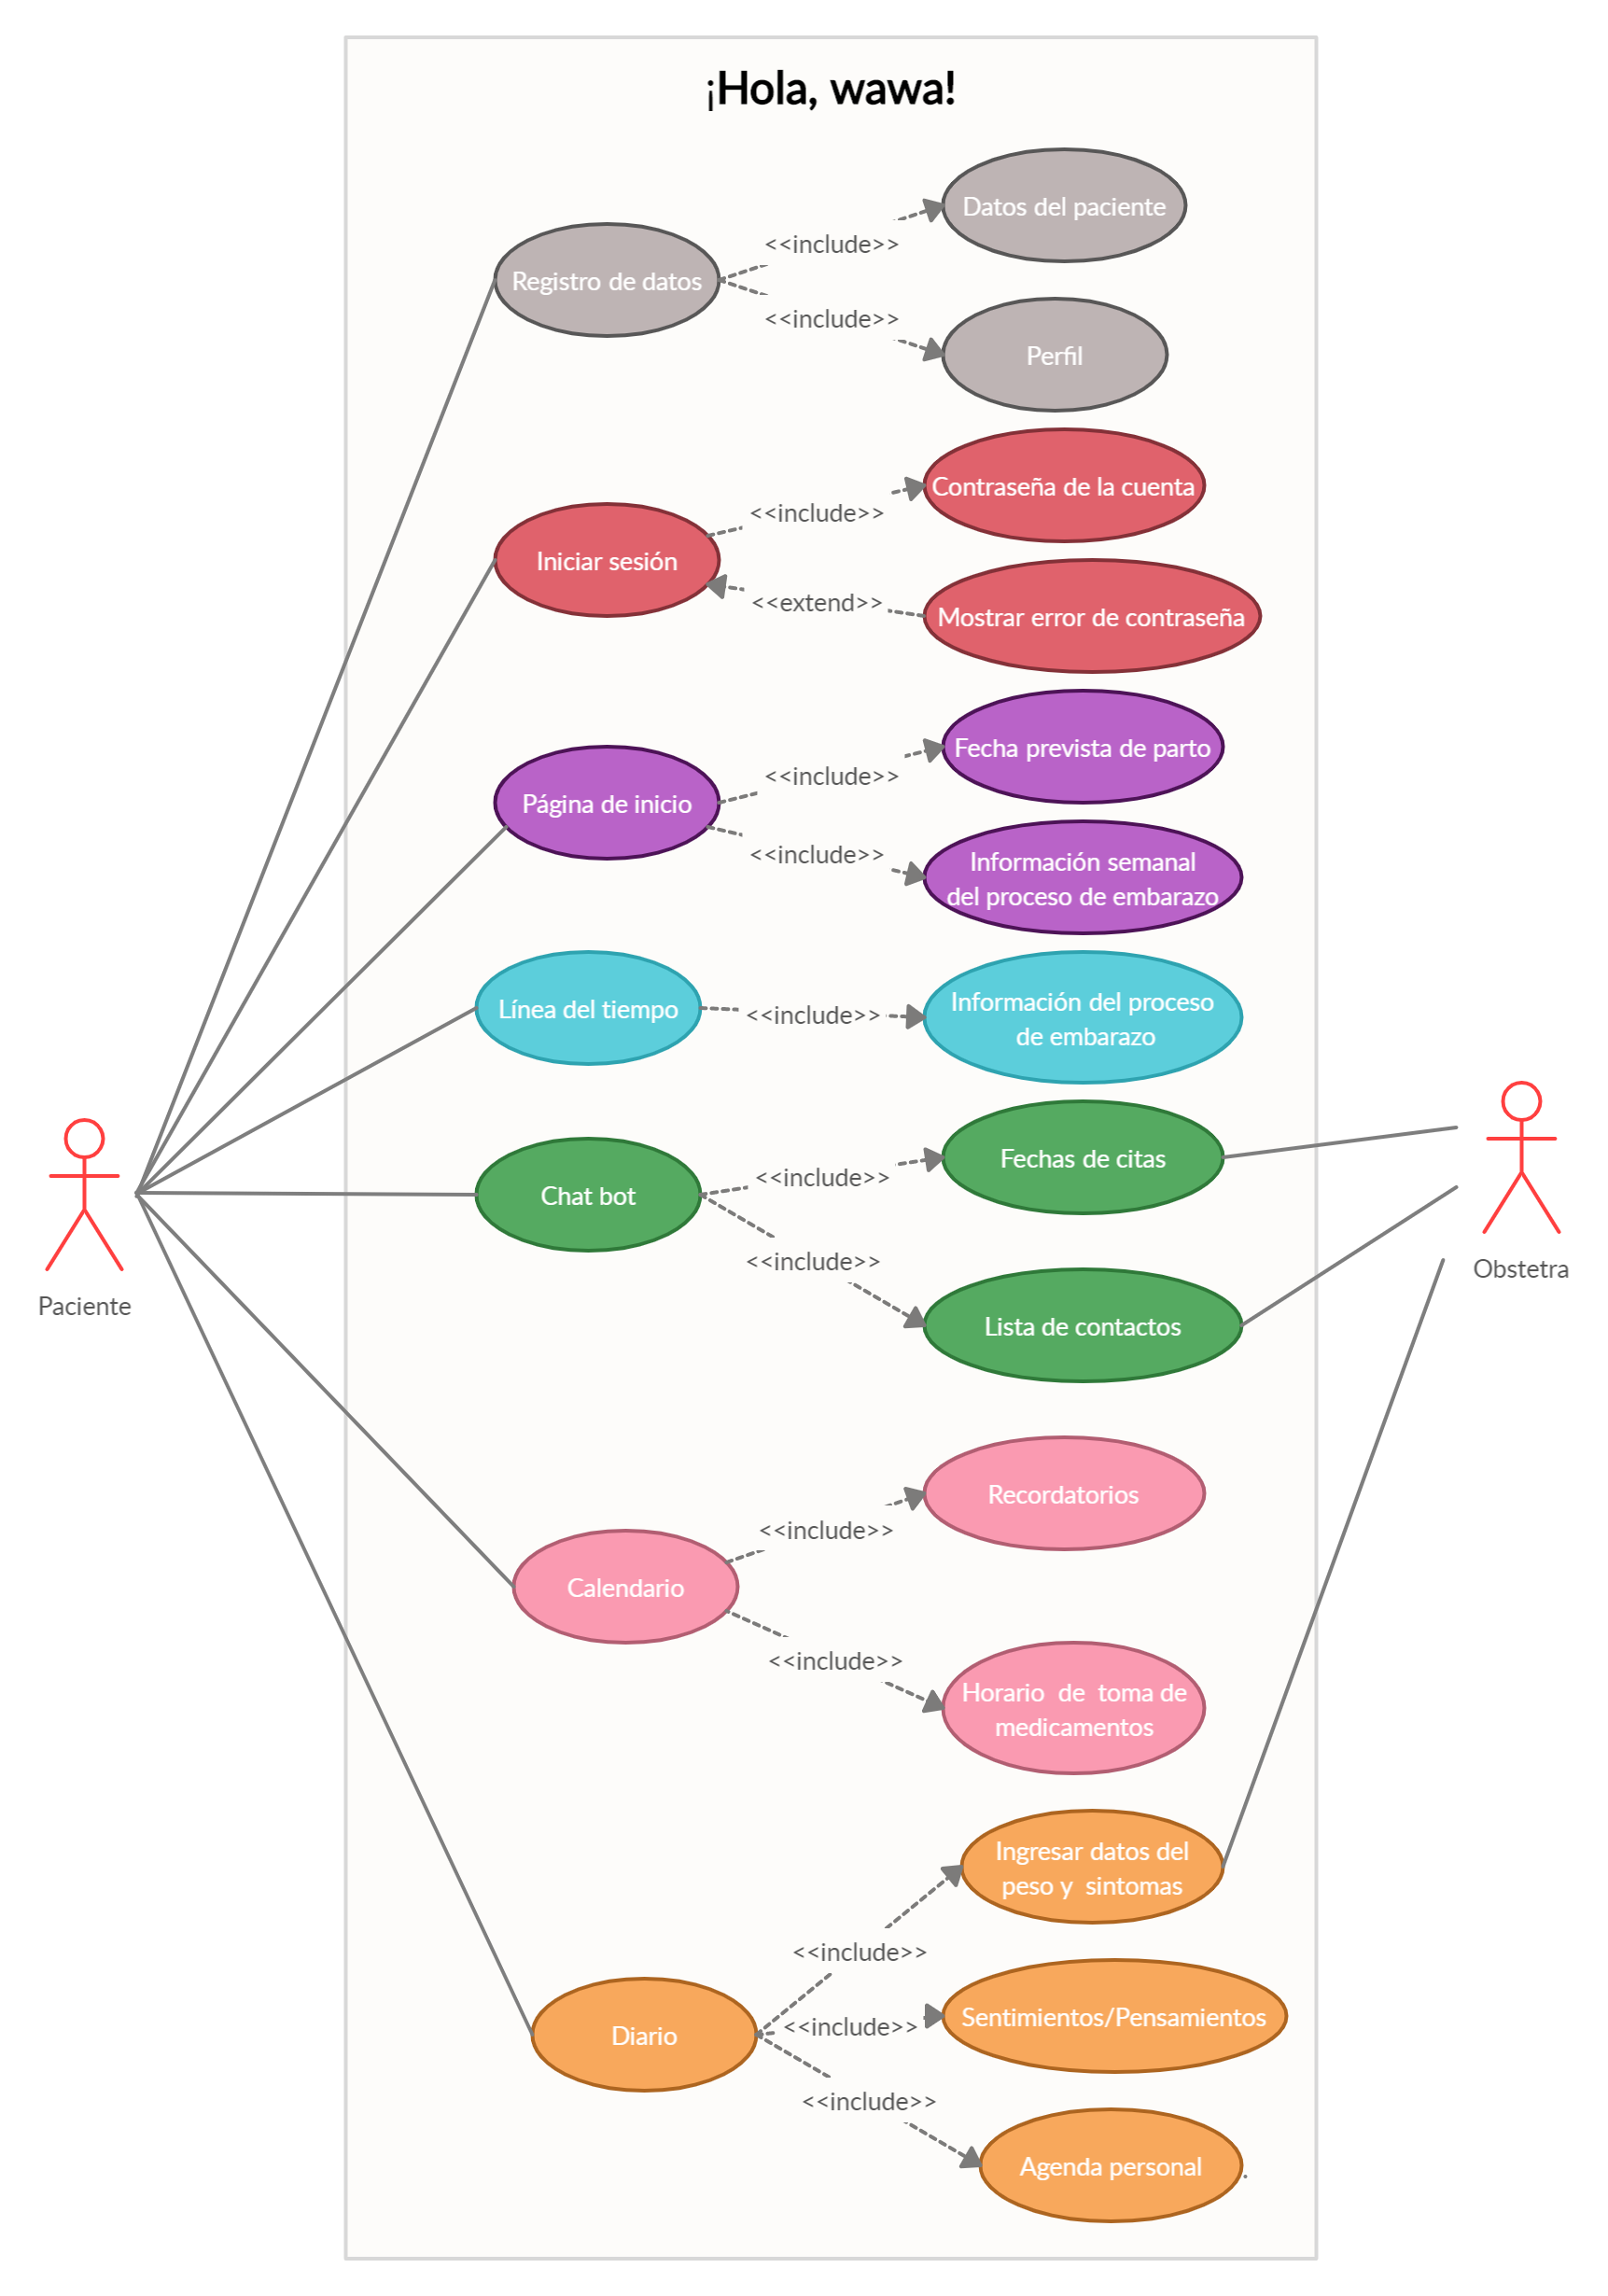 ¡Hola, wawa!
Datos del paciente
<<include>>
Registro de datos
<<include>>
Perfil
Contraseña de la cuenta
<<include>>
Iniciar sesión
<<extend>>
Mostrar error de contraseña
Fecha prevista de parto
<<include>>
Página de inicio
<<include>>
Información semanal
del proceso de embarazo
Línea del tiempo
<<include>>
Información del proceso
de embarazo
Fechas de citas
<<include>>
Chat bot
<<include>>
Lista de contactos
Paciente
Obstetra
Recordatorios
<<include>>
Calendario
<<include>>
Horario de toma de
medicamentos
Ingresar datos del
peso y sintomas
<<include>>
Diario
<<include>>
Sentimientos/Pensamientos
<<include>>
Agenda personal
.